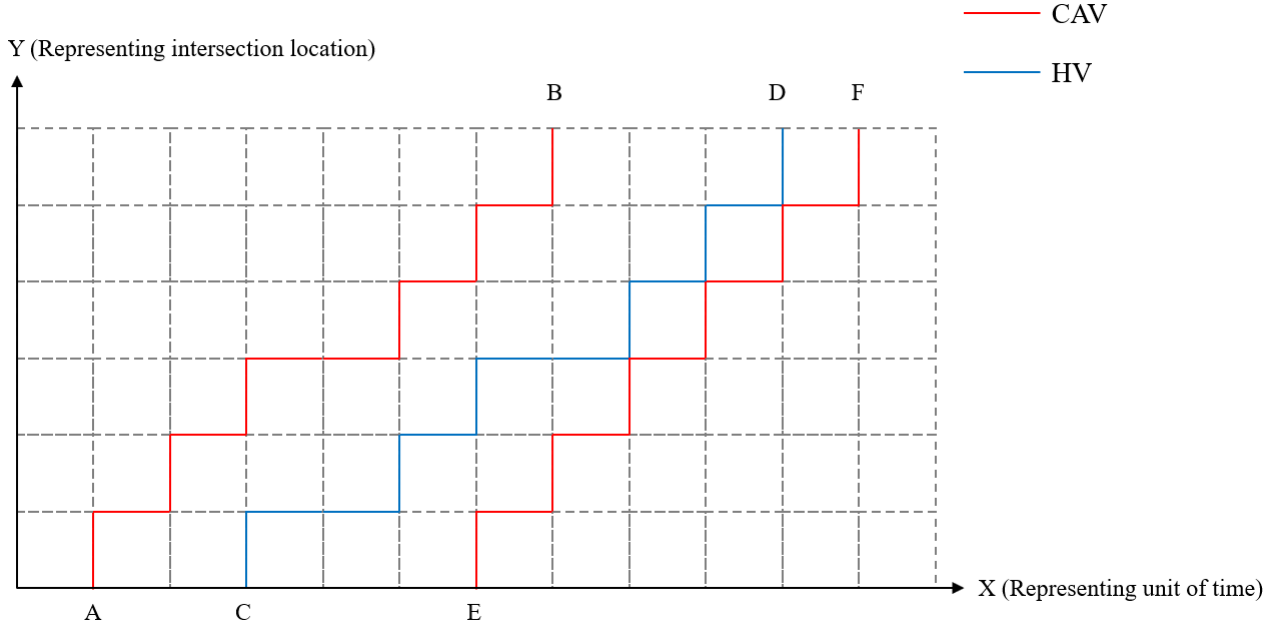 CAV
Y (Representing intersection location)
HV
B
D
F
X (Representing unit of time)
A
C
E